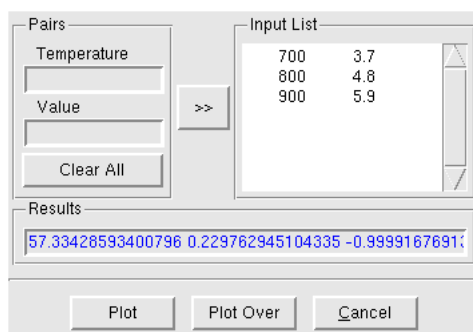 Pairs
Temperature
Value
Clear All
>>
Input List
700 3.7
800 4.8
900 5.9
Results
57.33428593400796 0.229762945104335 -0.99991676913
Plot
Plot Over
Cancel